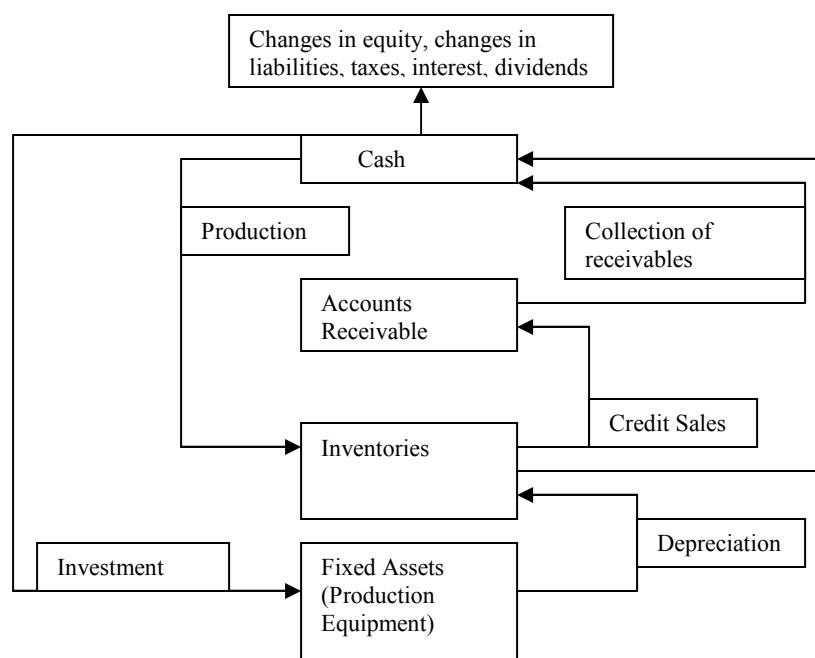 Changes in equity, changes in
liabilities, taxes, interest, dividends
Cash
Production
Collection of
receivables
Accounts
Receivable
Credit Sales
Inventories
Depreciation
Investment
Fixed Assets
(Production
Equipment)